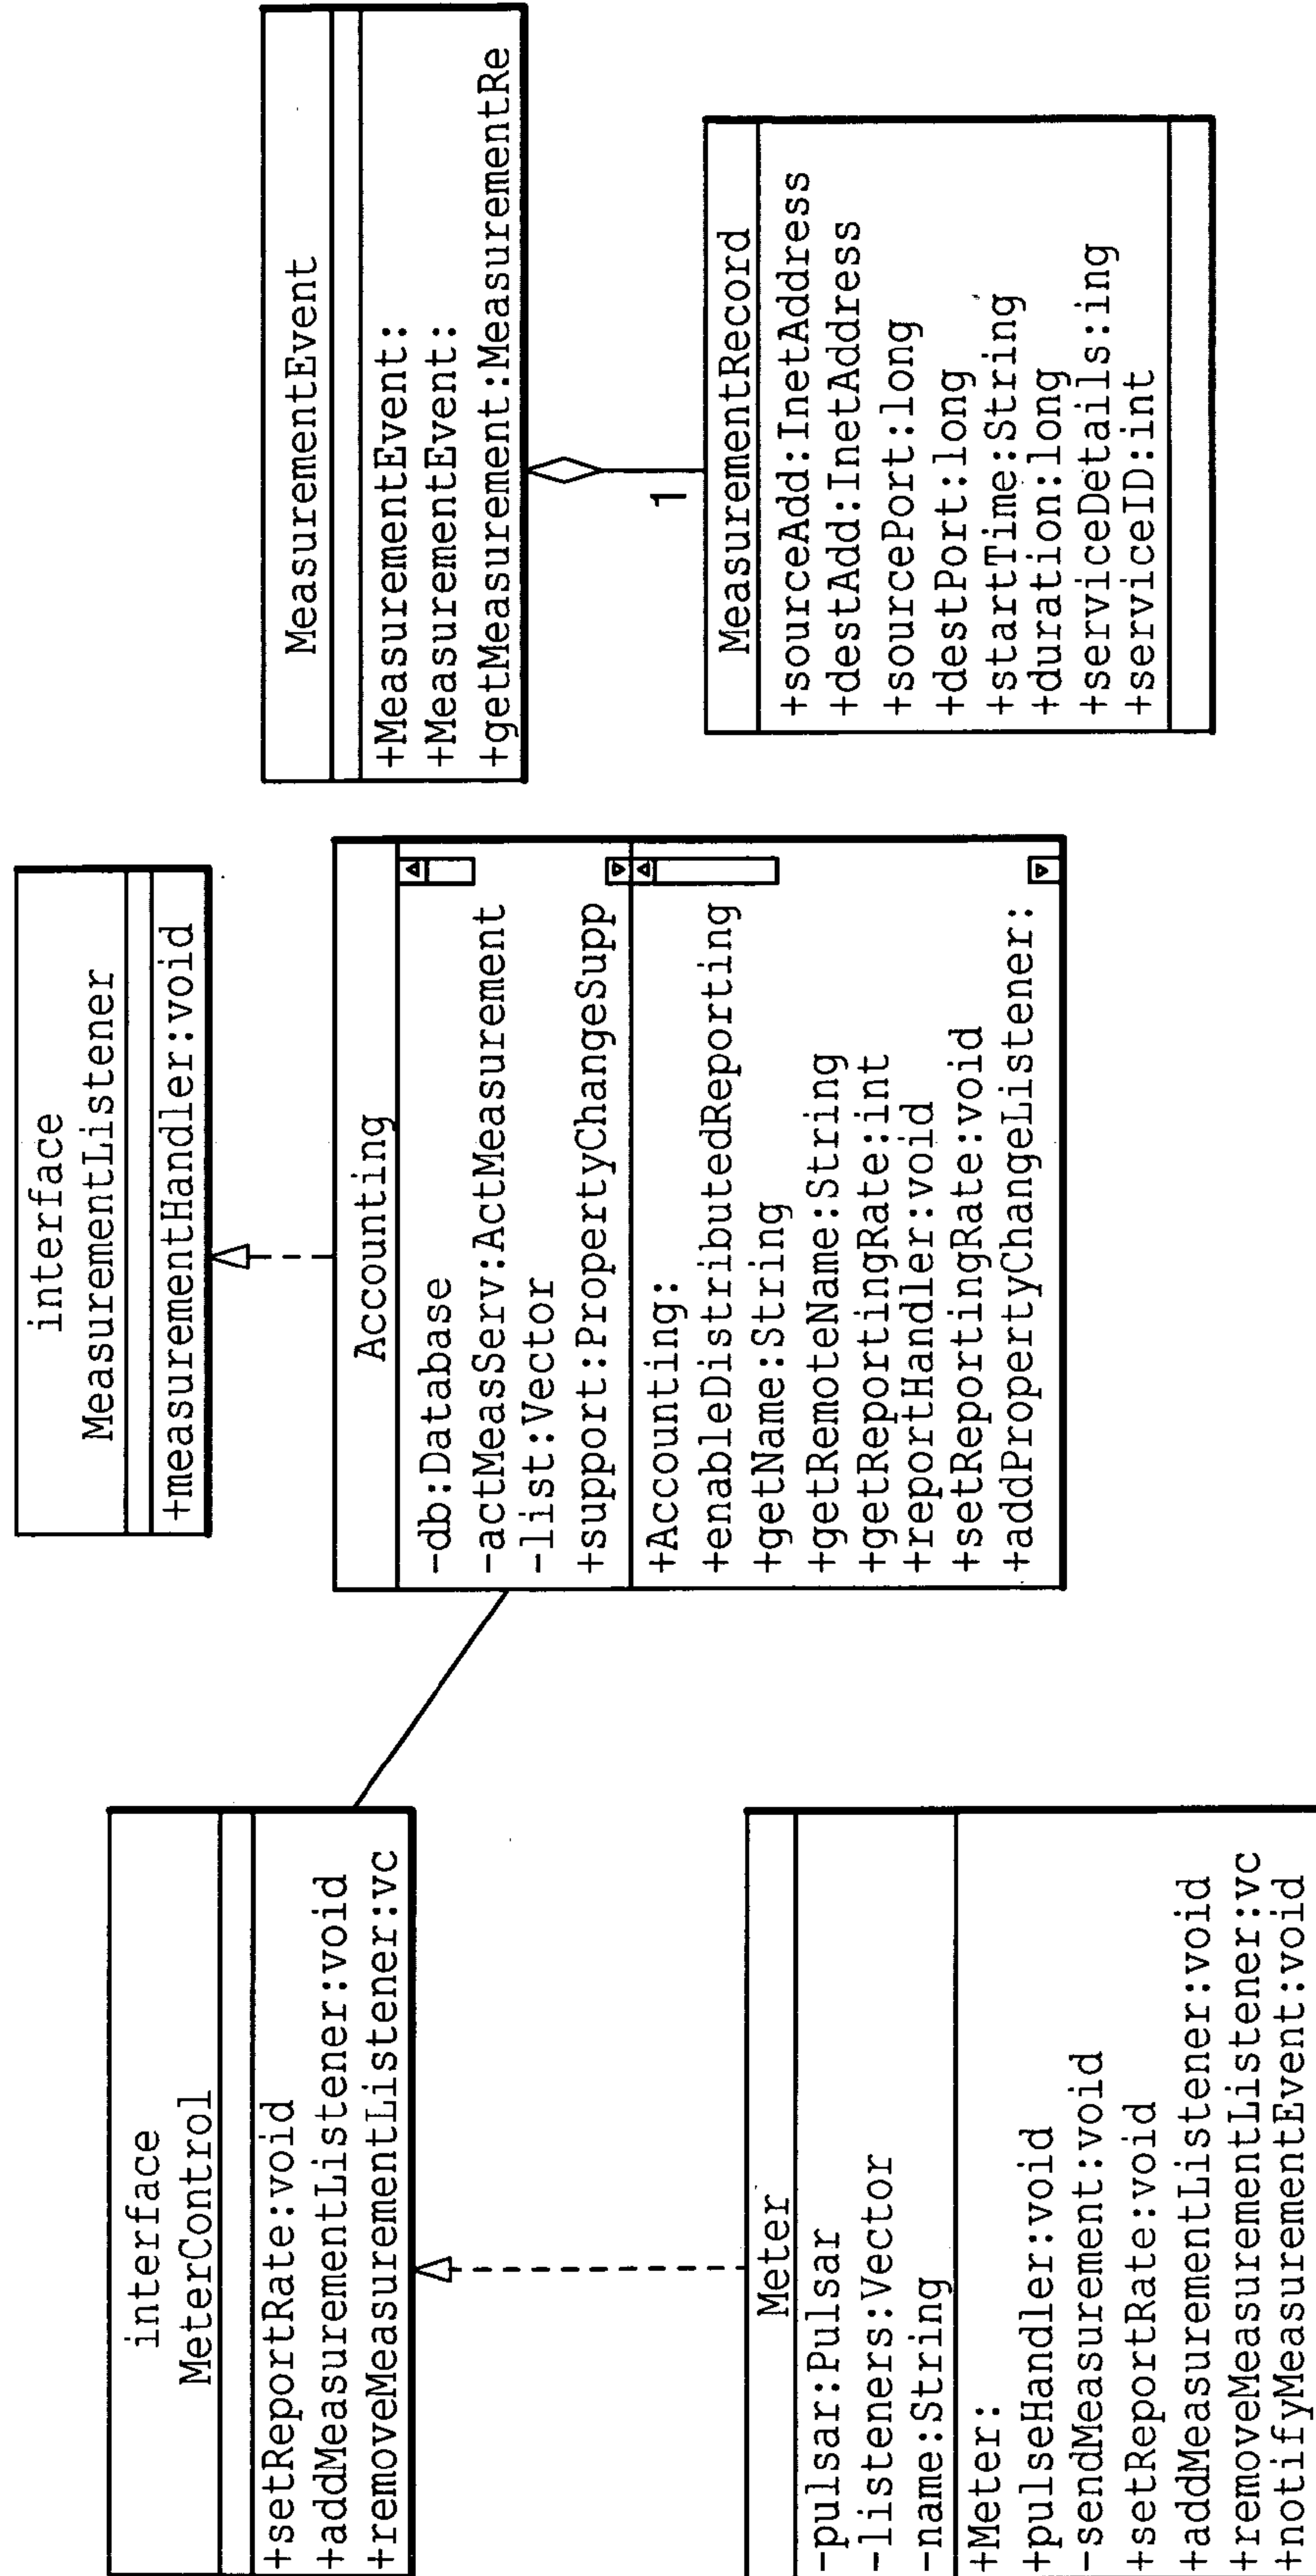 interface
MeterControl
+setReportRate:void
+addMeasurementListener:void
+removeMeasurementListener:vc
Meter
-pulsar:Pulsar
-listeners:Vector
-name:String
+Meter:
+pulseHandler:void
-sendMeasurement:void
+setReportRate:void
+addMeasurementListener:void
+removeMeasurementListener:vc
+notifyMeasurementEvent:void
interface
MeasurementListener
+measurementHandler:void
Accounting
-db:Database
-actMeasServ:ActMeasurement
-list:Vector
+support:PropertyChangeSupp
+Accounting:
+enableDistributedReporting
+getName:String
+getRemoteName:String
+getReportingRate:int
+reportHandler:void
+setReportingRate:void
+addPropertyChangeListener:
MeasurementEvent
+MeasurementEvent:
+MeasurementEvent:
+getMeasurement:MeasurementRe
1
MeasurementRecord
+sourceAdd:InetAddress
+destAdd:InetAddress
+sourcePort:long
+destPort:long
+startTime:String
+duration:long
+serviceDetails:ing
+serviceID:int